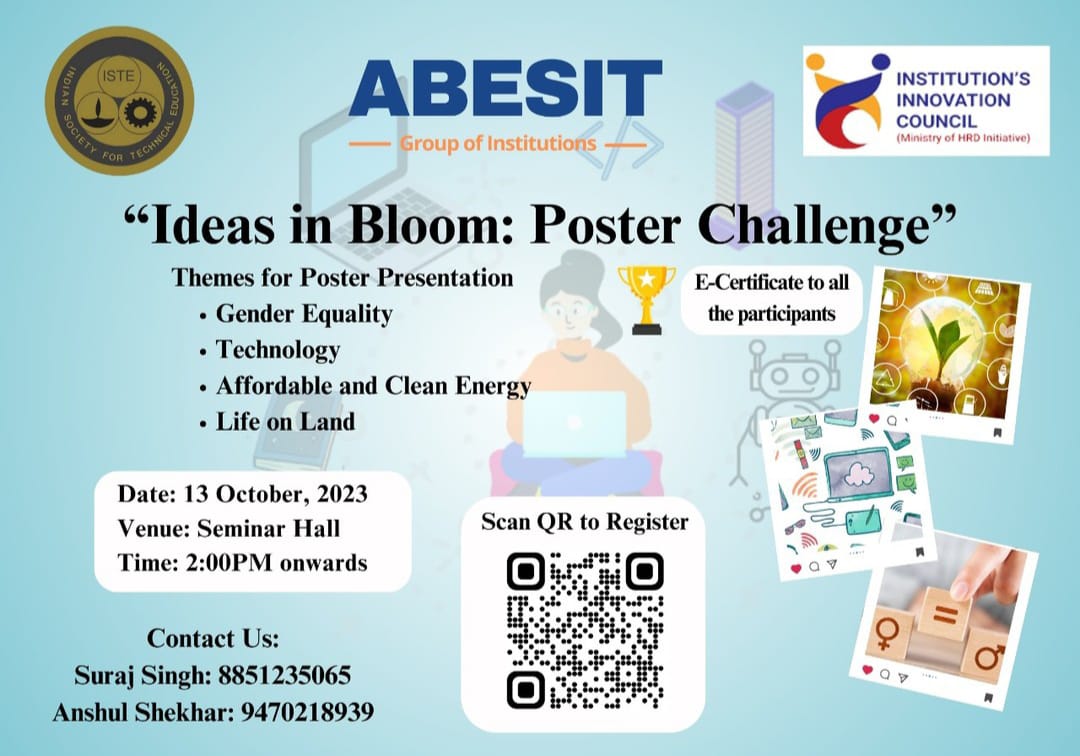 ISTE
INDIAN SOCIETY FOR TECHNICAL EDUCATION
ABESIT
Group of Institutions
INSTITUTION'S
INNOVATION
COUNCIL
(Ministry of HRD Initiative)
“Ideas in Bloom: Poster Challenge”
Themes for Poster Presentation
• Gender Equality
• Technology
• Affordable and Clean Energy
• Life on Land
E-Certificate to all
the participants
Date: 13 October, 2023
Venue: Seminar Hall
Time: 2:00PM onwards
Scan QR to Register
Contact Us:
Suraj Singh: 8851235065
Anshul Shekhar: 9470218939